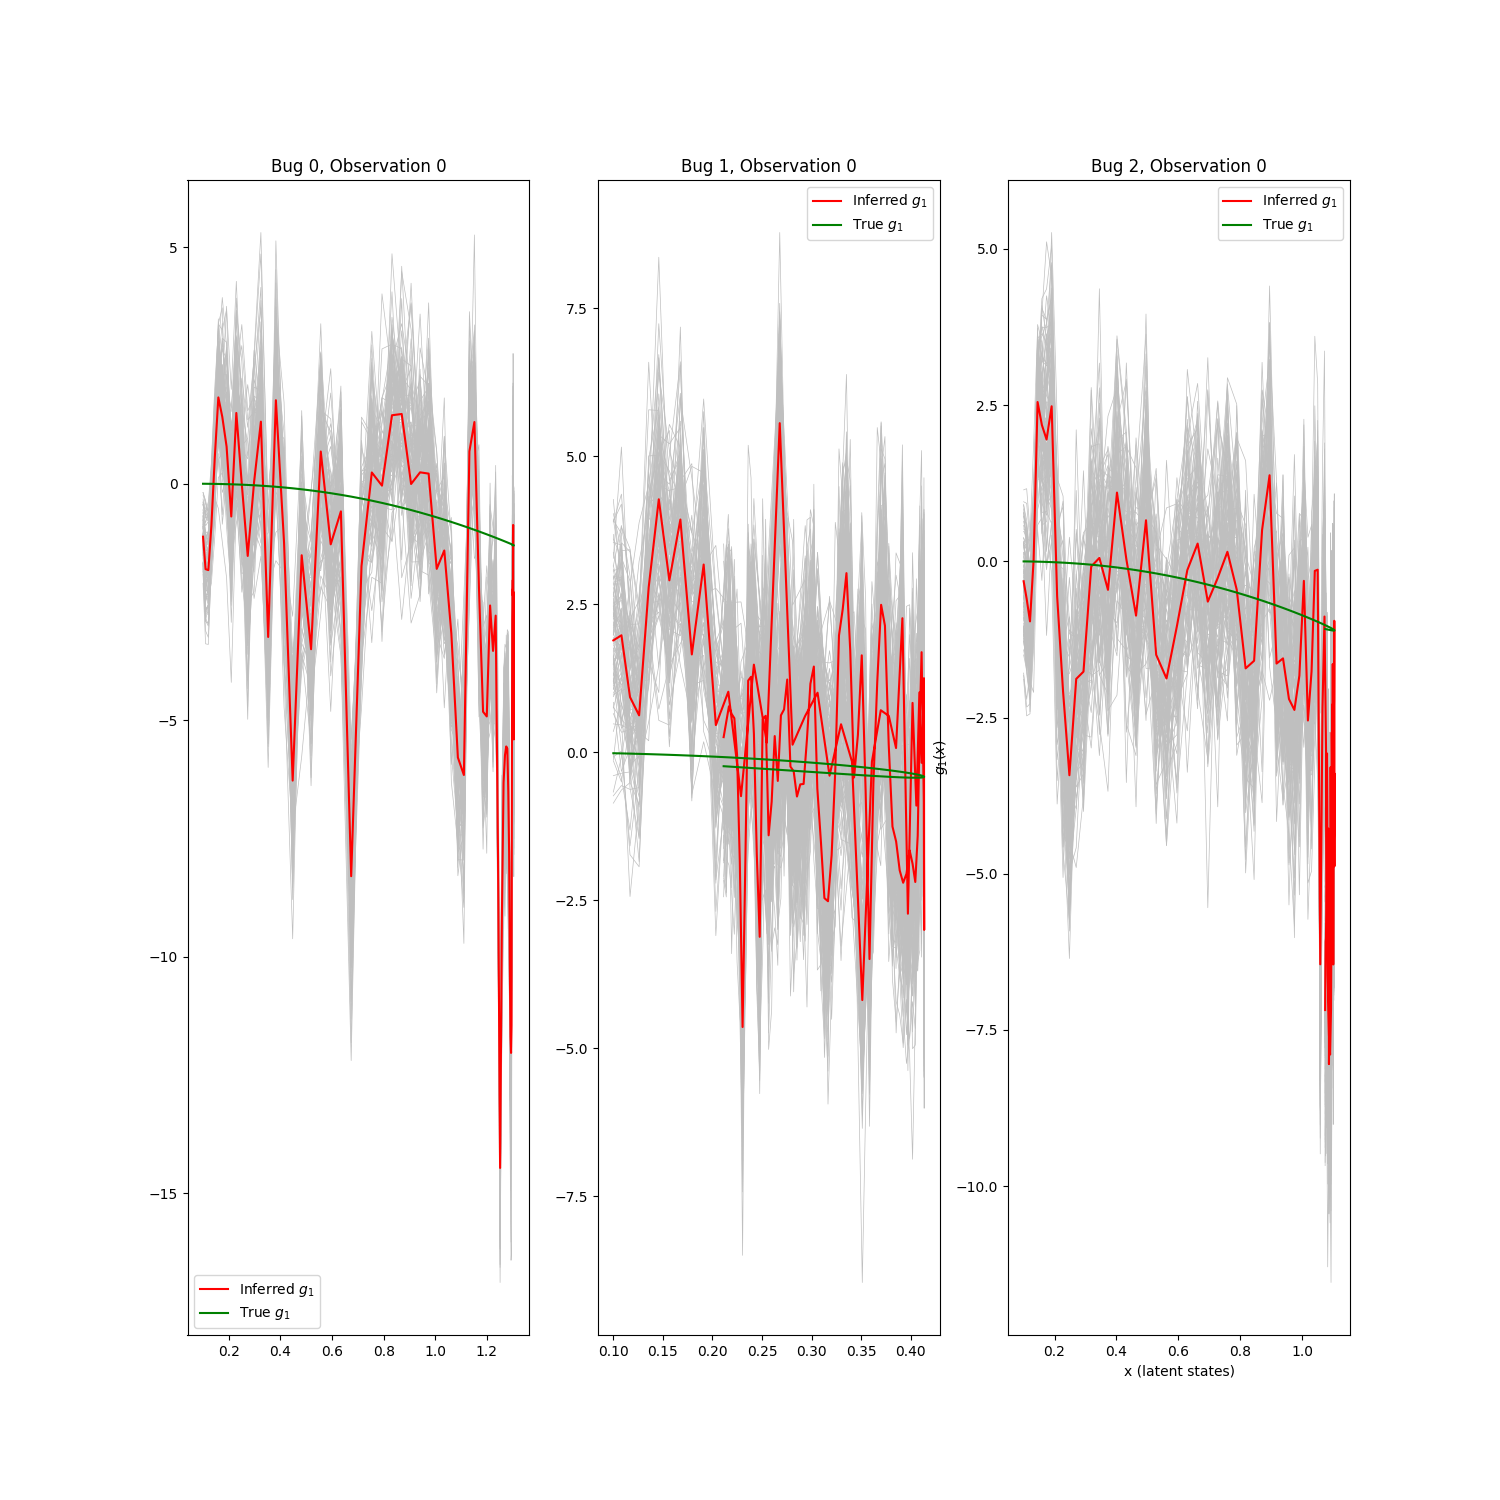 Bug 0, Observation 0
5
0
−5
−10
−15
0.2 0.4 0.6 0.8 1.0 1.2
Inferred g₁
True g₁
Bug 1, Observation 0
Inferred g₁
True g₁
7.5
5.0
2.5
0.0
−2.5
−5.0
−7.5
0.10 0.15 0.20 0.25 0.30 0.35 0.40
Bug 2, Observation 0
Inferred g₁
True g₁
g₁(x)
5.0
2.5
0.0
−2.5
−5.0
−7.5
−10.0
0.2 0.4 0.6 0.8 1.0
x (latent states)